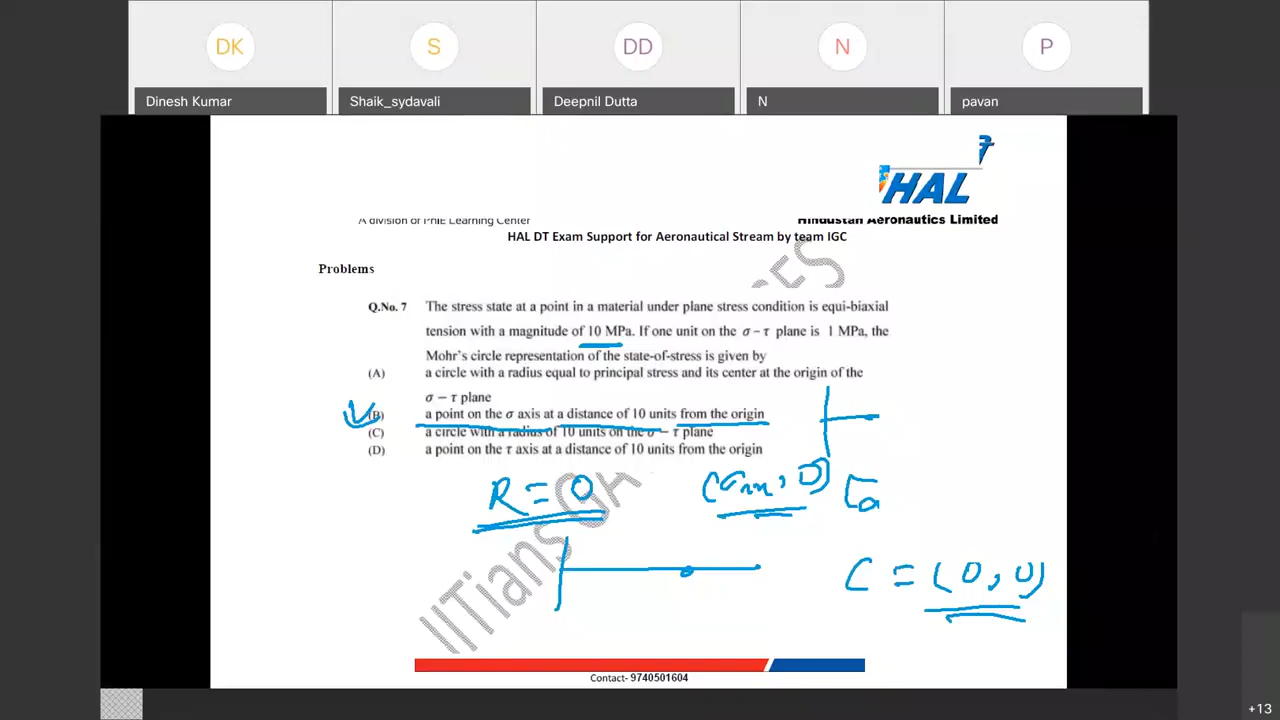 DK
S
DD
N
P
Dinesh Kumar
Shaik_sydavali
Deepnil Dutta
N
pavan
HAL
A division of PhIE Learning Center
Hindustan Aeronautics Limited
HAL DT Exam Support for Aeronautical Stream by team IGC
Problems
Q.No. 7 The stress state at a point in a material under plane stress condition is equi-biaxial
tension with a magnitude of 10 MPa. If one unit on the σ – τ plane is 1 MPa, the
Mohr's circle representation of the state-of-stress is given by
(A) a circle with a radius equal to principal stress and its center at the origin of the
σ – τ plane
(B) a point on the σ axis at a distance of 10 units from the origin
(C) a circle with a radius of 10 units on the σ – τ plane
(D) a point on the τ axis at a distance of 10 units from the origin
R = 0
(σxx, 0)
C = (0, 0)
IITians GA
Contact- 9740501604
+13